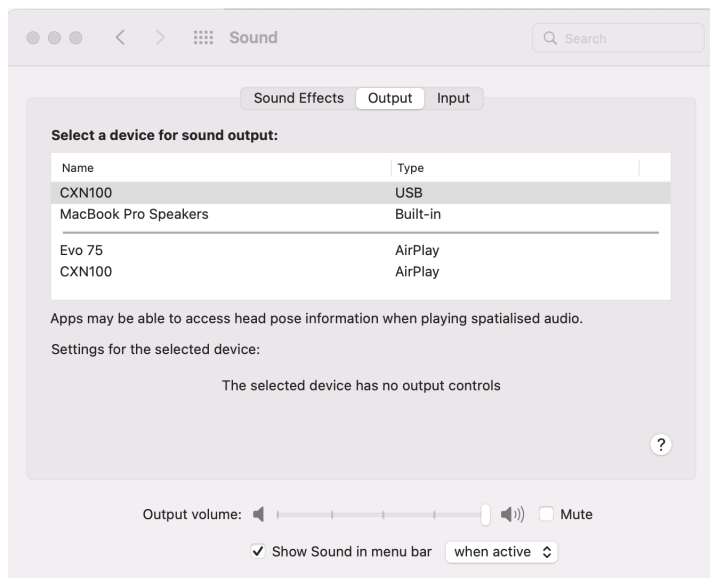 Sound
Search
Sound Effects Output Input
Select a device for sound output:
Name Type
CXN100 USB
MacBook Pro Speakers Built-in
Evo 75 AirPlay
CXN100 AirPlay
Apps may be able to access head pose information when playing spatialised audio.
Settings for the selected device:
The selected device has no output controls
?
Output volume: Mute
Show Sound in menu bar when active